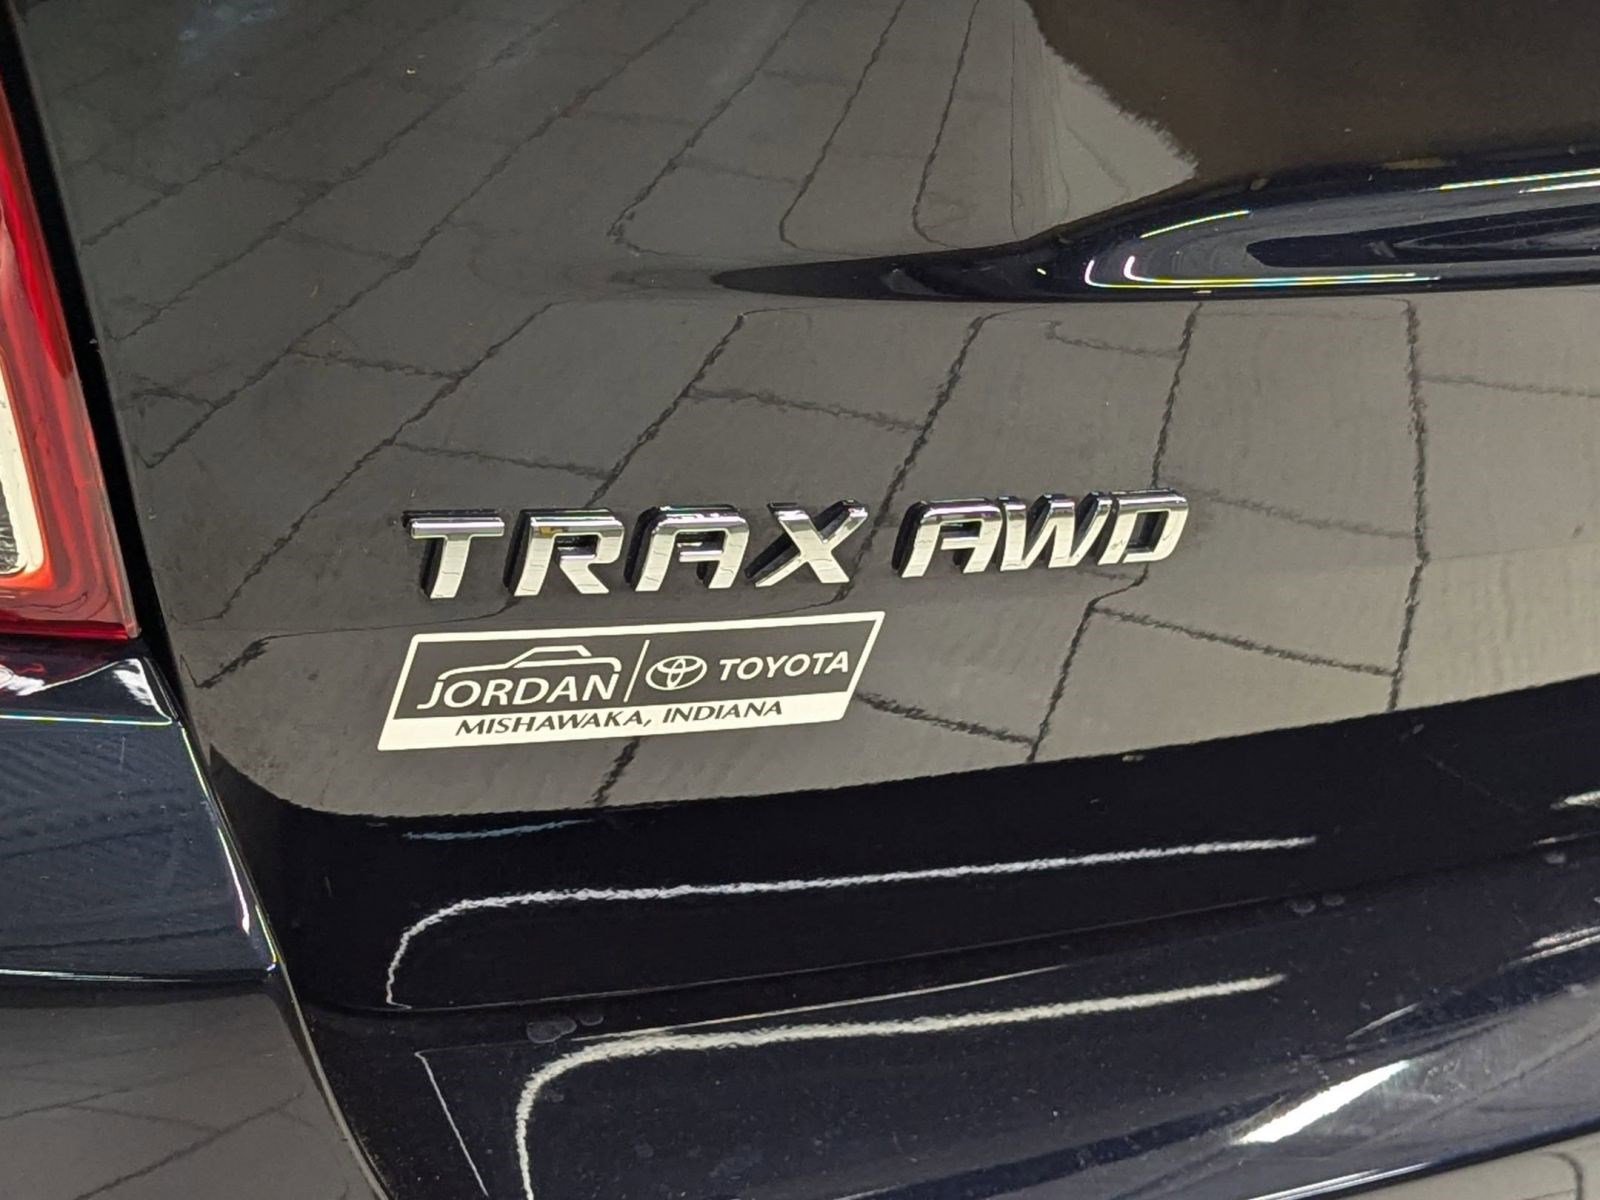 TRAX AWD
JORDAN TOYOTA
MISHAWAKA, INDIANA